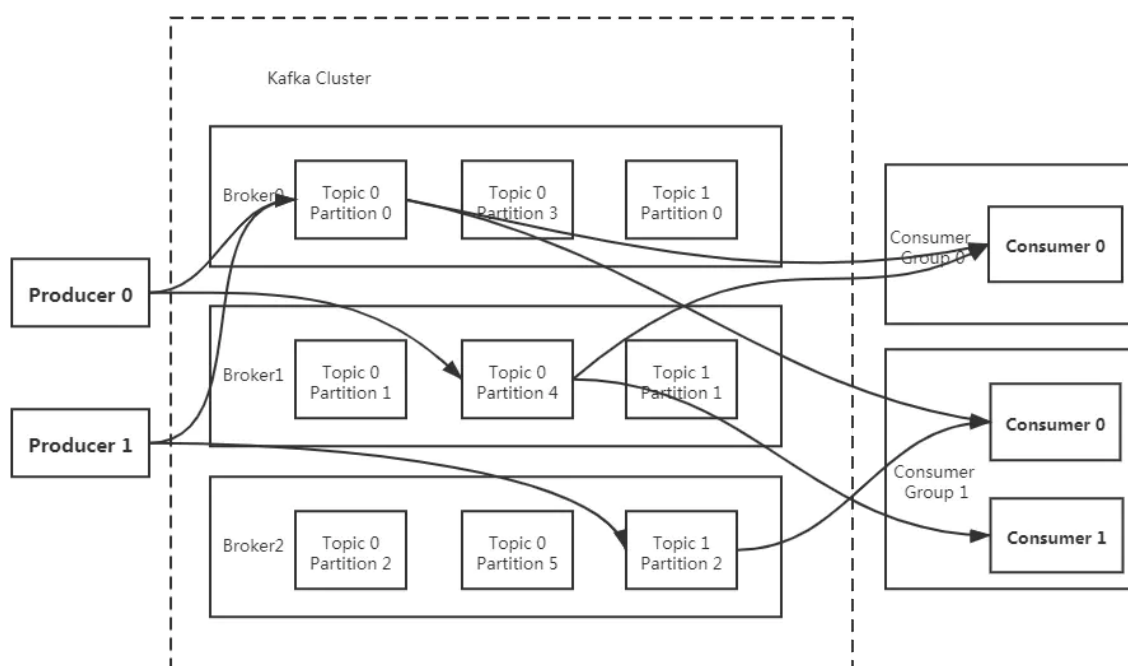 Kafka Cluster
Broker0
Topic 0
Partition 0
Topic 0
Partition 3
Topic 1
Partition 0
Producer 0
Broker1
Topic 0
Partition 1
Topic 0
Partition 4
Topic 1
Partition 1
Producer 1
Broker2
Topic 0
Partition 2
Topic 0
Partition 5
Topic 1
Partition 2
Consumer
Group 0
Consumer 0
Consumer 0
Consumer
Group 1
Consumer 1